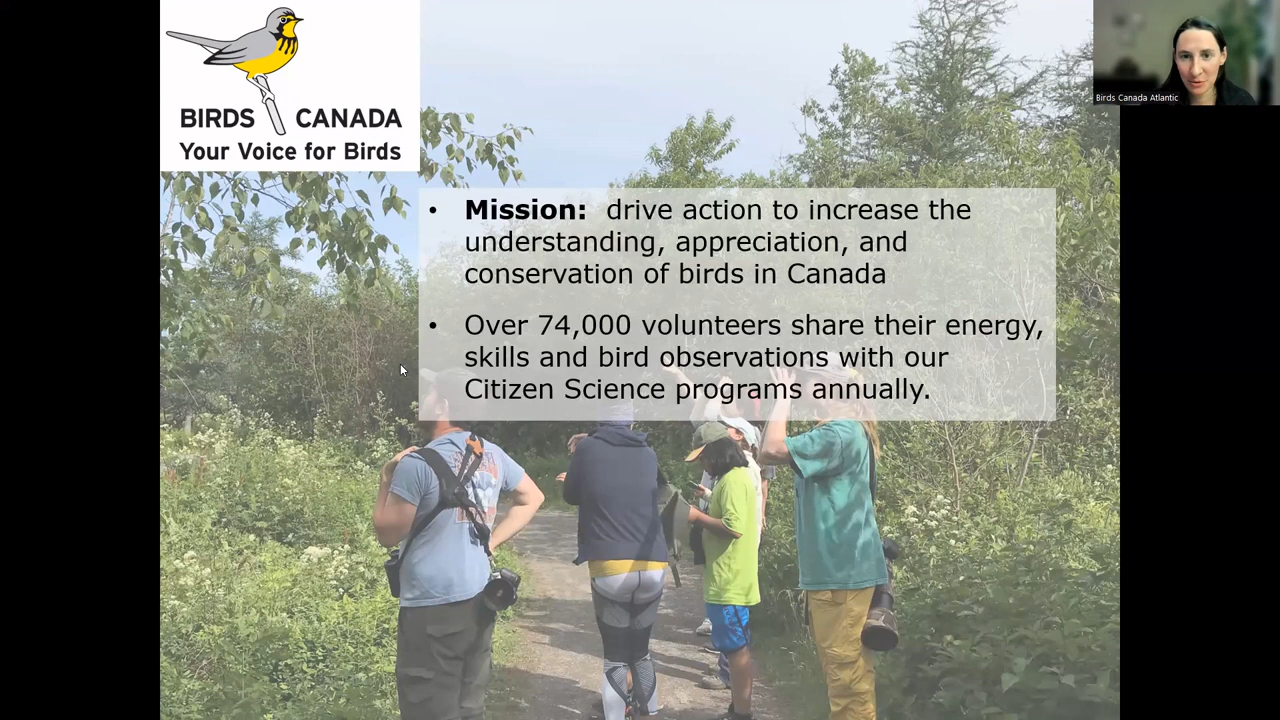 BIRDS CANADA
Your Voice for Birds
Birds Canada Atlantic
• Mission: drive action to increase the
understanding, appreciation, and
conservation of birds in Canada
• Over 74,000 volunteers share their energy,
skills and bird observations with our
Citizen Science programs annually.